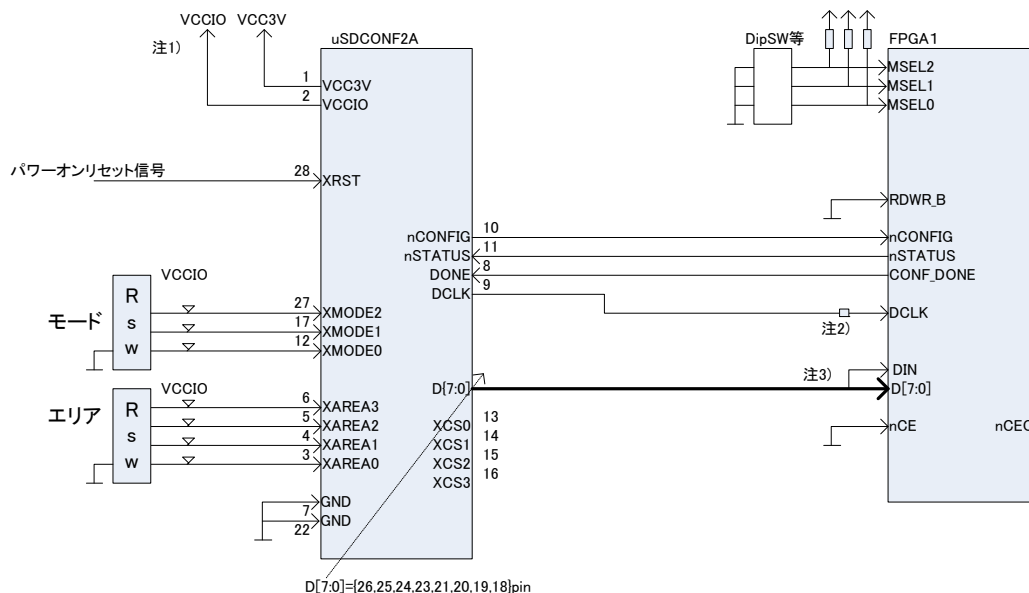 VCCIO VCC3V
注1)
uSDCONF2A
DipSW等
FPGA1
1
VCC3V
2
VCCIO
MSEL2
MSEL1
MSEL0
パワーオンリセット信号
28
XRST
RDWR_B
nCONFIG
10
nCONFIG
nSTATUS
11
nSTATUS
DONE
8
CONF_DONE
DCLK
9
DCLK
注2)
VCCIO
モード
R
s
w
27
XMODE2
17
XMODE1
12
XMODE0
注3)
DIN
D{7:0]
D[7:0]
VCCIO
エリア
R
s
w
6
XAREA3
5
XAREA2
4
XAREA1
3
XAREA0
XCS0
13
XCS1
14
XCS2
15
XCS3
16
nCE
nCEO
GND
7
GND
22
D[7:0]={26,25,24,23,21,20,19,18}pin